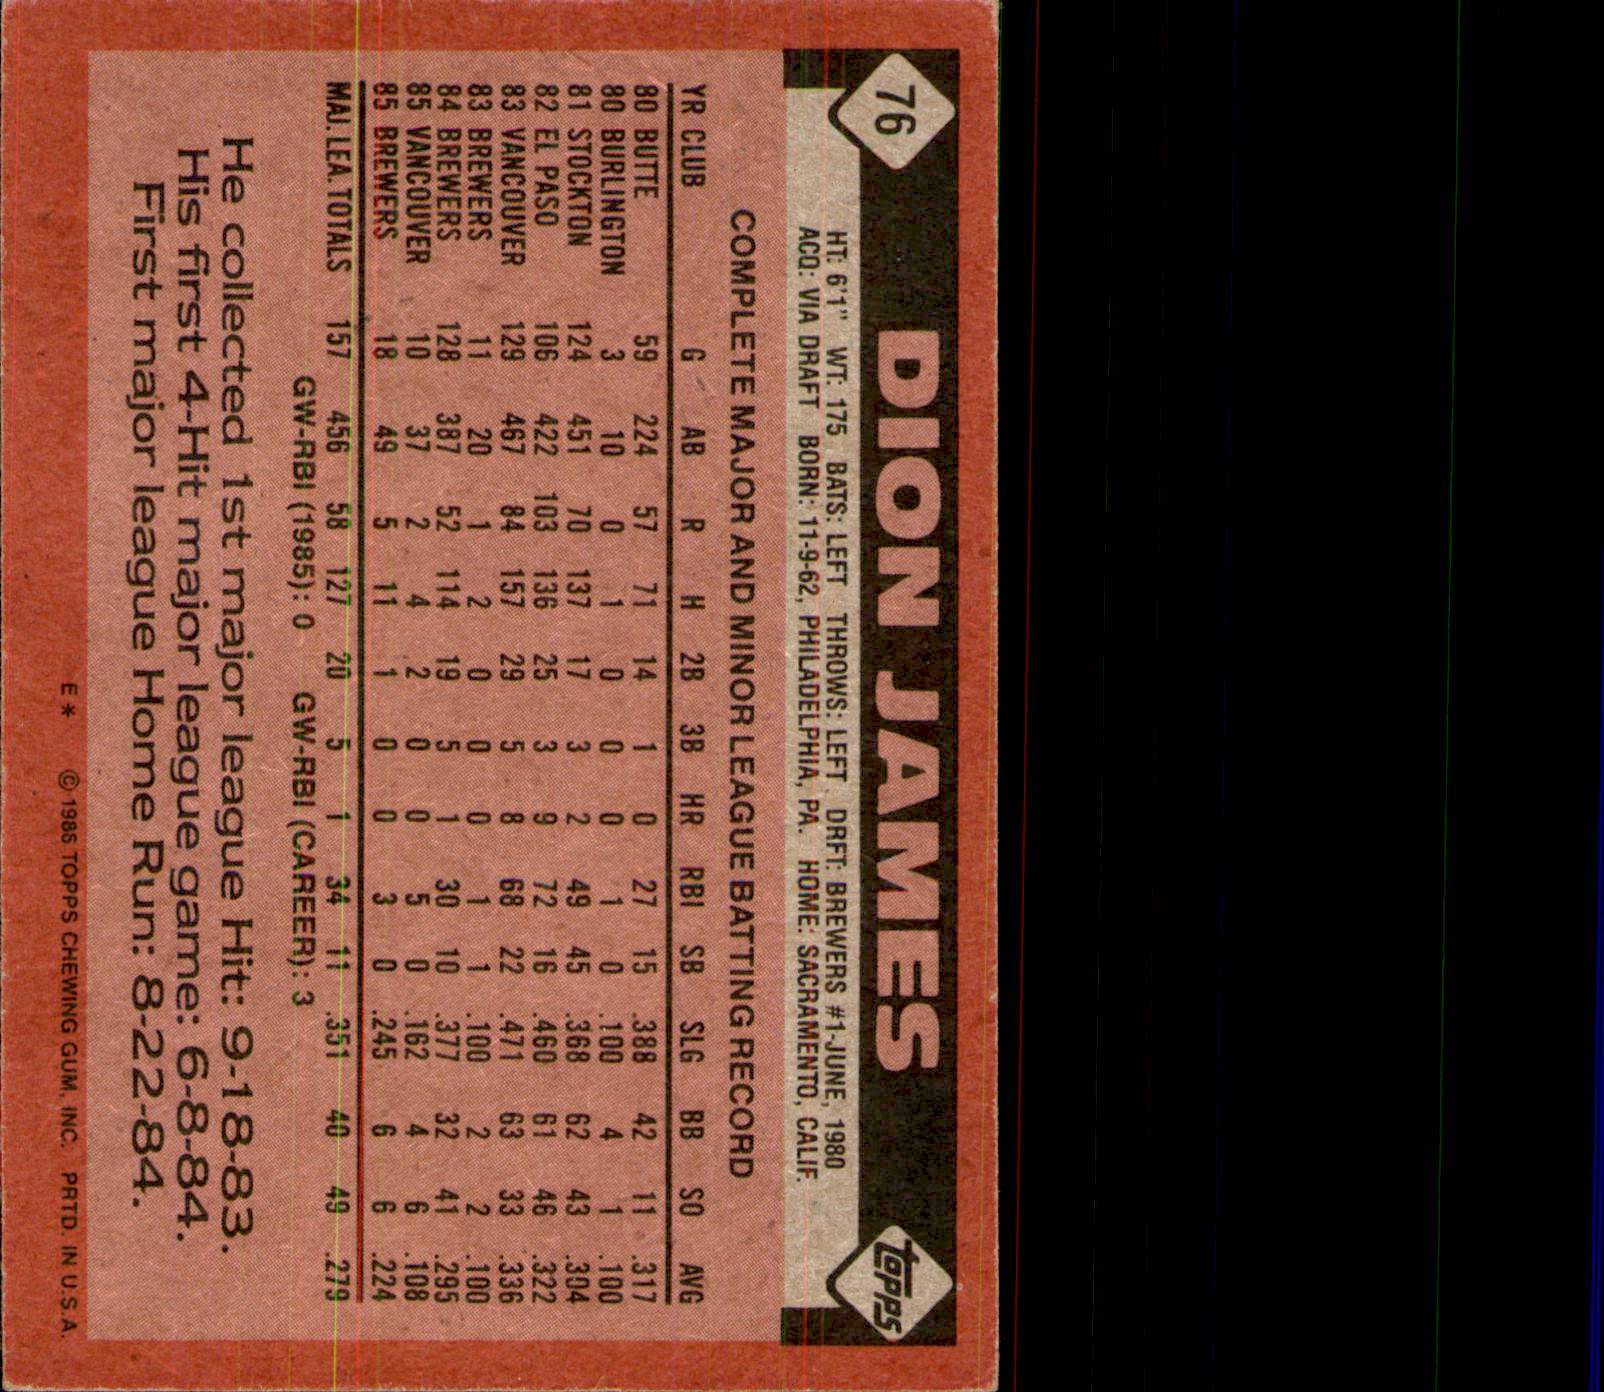 76
DION JAMES
topps
HT: 6'1" WT: 175 BATS: LEFT THROWS: LEFT DRFT: BREWERS #1-JUNE, 1980
ACQ: VIA DRAFT BORN: 11-9-62, PHILADELPHIA, PA. HOME: SACRAMENTO, CALIF.
COMPLETE MAJOR AND MINOR LEAGUE BATTING RECORD
YR CLUB G AB R H 2B 3B HR RBI SB SLG BB SO AVG
80 BUTTE 59 224 57 71 14 1 0 27 15 .388 42 11 .317
80 BURLINGTON 3 10 0 1 0 0 0 1 0 .100 4 1 .100
81 STOCKTON 124 451 70 137 17 3 2 49 45 .368 62 43 .304
82 EL PASO 106 422 103 136 25 3 9 72 16 .460 61 46 .322
83 VANCOUVER 129 467 84 157 29 5 8 68 22 .471 63 33 .336
83 BREWERS 11 20 1 2 0 0 0 1 1 .100 2 2 .100
84 BREWERS 128 387 52 114 19 5 1 30 10 .377 32 41 .295
85 VANCOUVER 10 37 2 4 2 0 0 5 0 .162 4 6 .108
85 BREWERS 18 49 5 11 1 0 0 3 0 .245 6 6 .224
MAJ. LEA. TOTALS 157 456 58 127 20 5 1 34 11 .351 40 49 .279
GW-RBI (1985): 0 GW-RBI (CAREER): 3
He collected 1st major league Hit: 9-18-83.
His first 4-Hit major league game: 6-8-84.
First major league Home Run: 8-22-84.
E* © 1986 TOPPS CHEWING GUM, INC. PRTD. IN U.S.A.